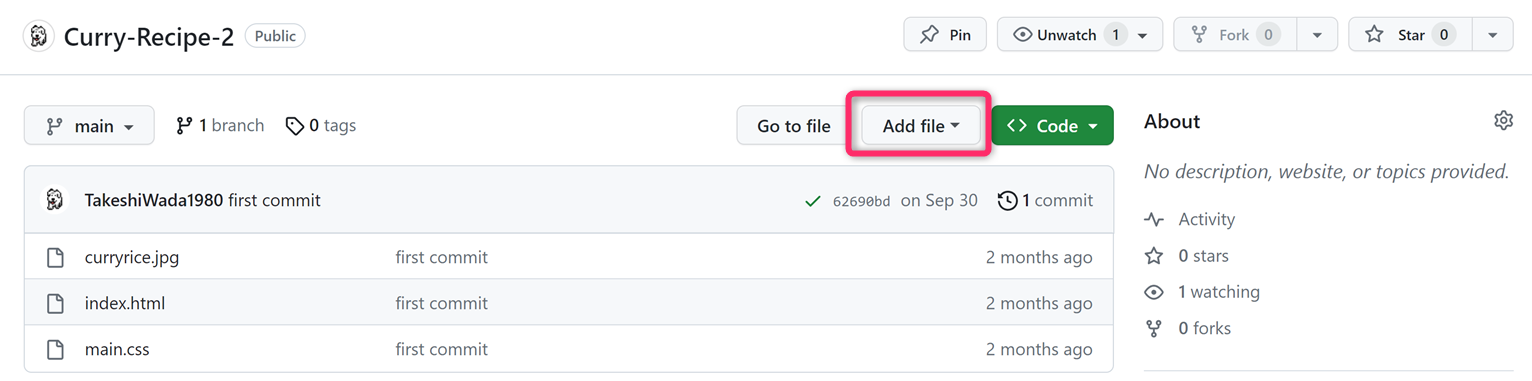 Curry-Recipe-2 Public Pin Unwatch 1 Fork 0 Star 0
main 1 branch 0 tags Go to file Add file Code
TakeshiWada1980 first commit 62690bd on Sep 30 1 commit
curryrice.jpg first commit 2 months ago
index.html first commit 2 months ago
main.css first commit 2 months ago
About
No description, website, or topics provided.
Activity
0 stars
1 watching
0 forks